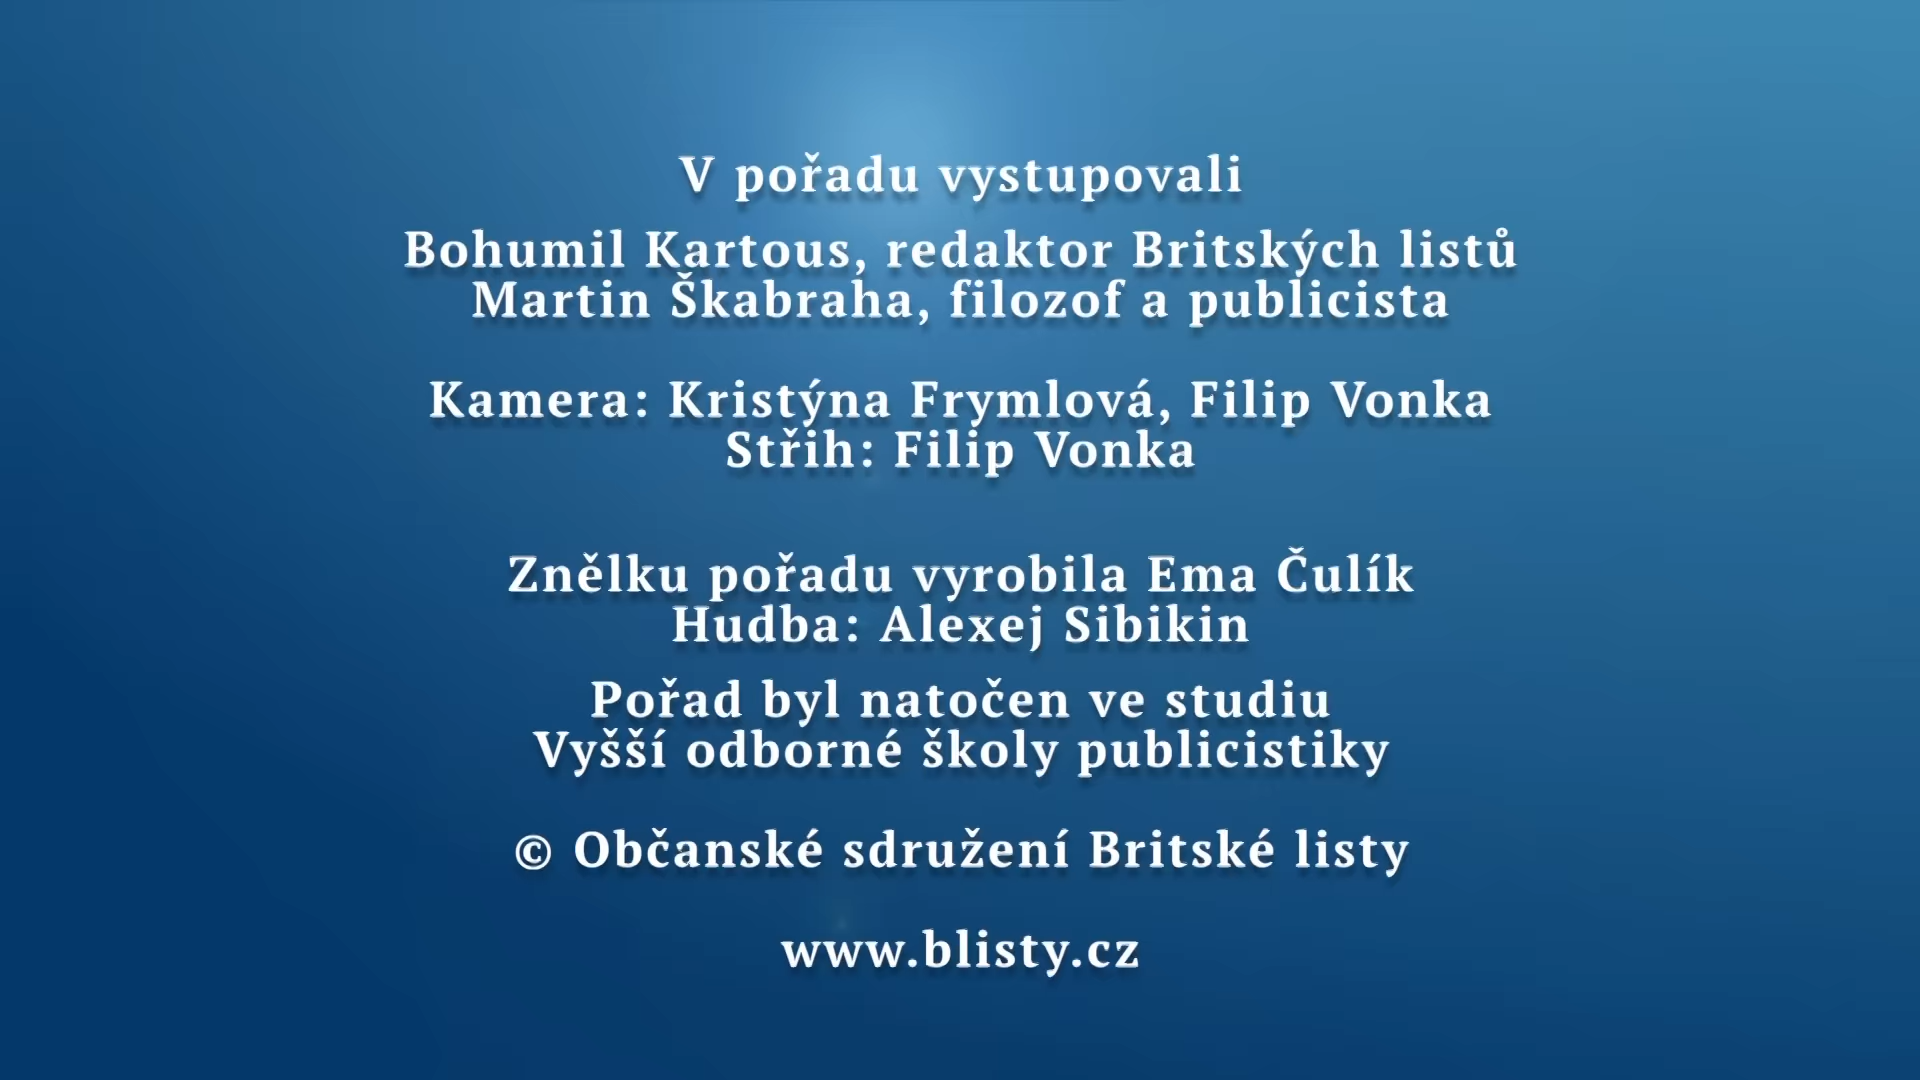 V pořadu vystupovali
Bohumil Kartous, redaktor Britských listů
Martin Škabraha, filozof a publicista
Kamera: Kristýna Frymlová, Filip Vonka
Střih: Filip Vonka
Znělku pořadu vyrobila Ema Čulík
Hudba: Alexej Sibikin
Pořad byl natočen ve studiu
Vyšší odborné školy publicistiky
© Občanské sdružení Britské listy
www.blisty.cz